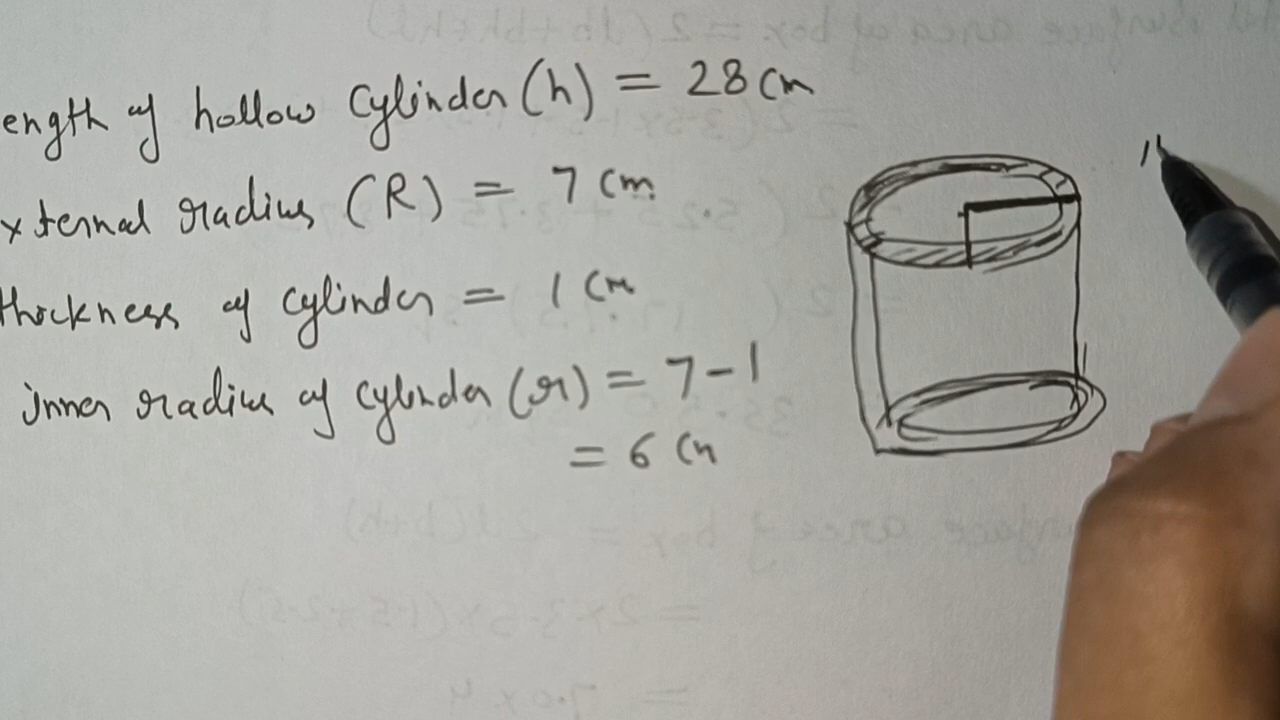 ength of hollow Cylinder (h) = 28 cm
xternal radius (R) = 7 cm
thickness of cylinder = 1 cm
inner radius of cylinder (r) = 7 - 1
= 6 cm